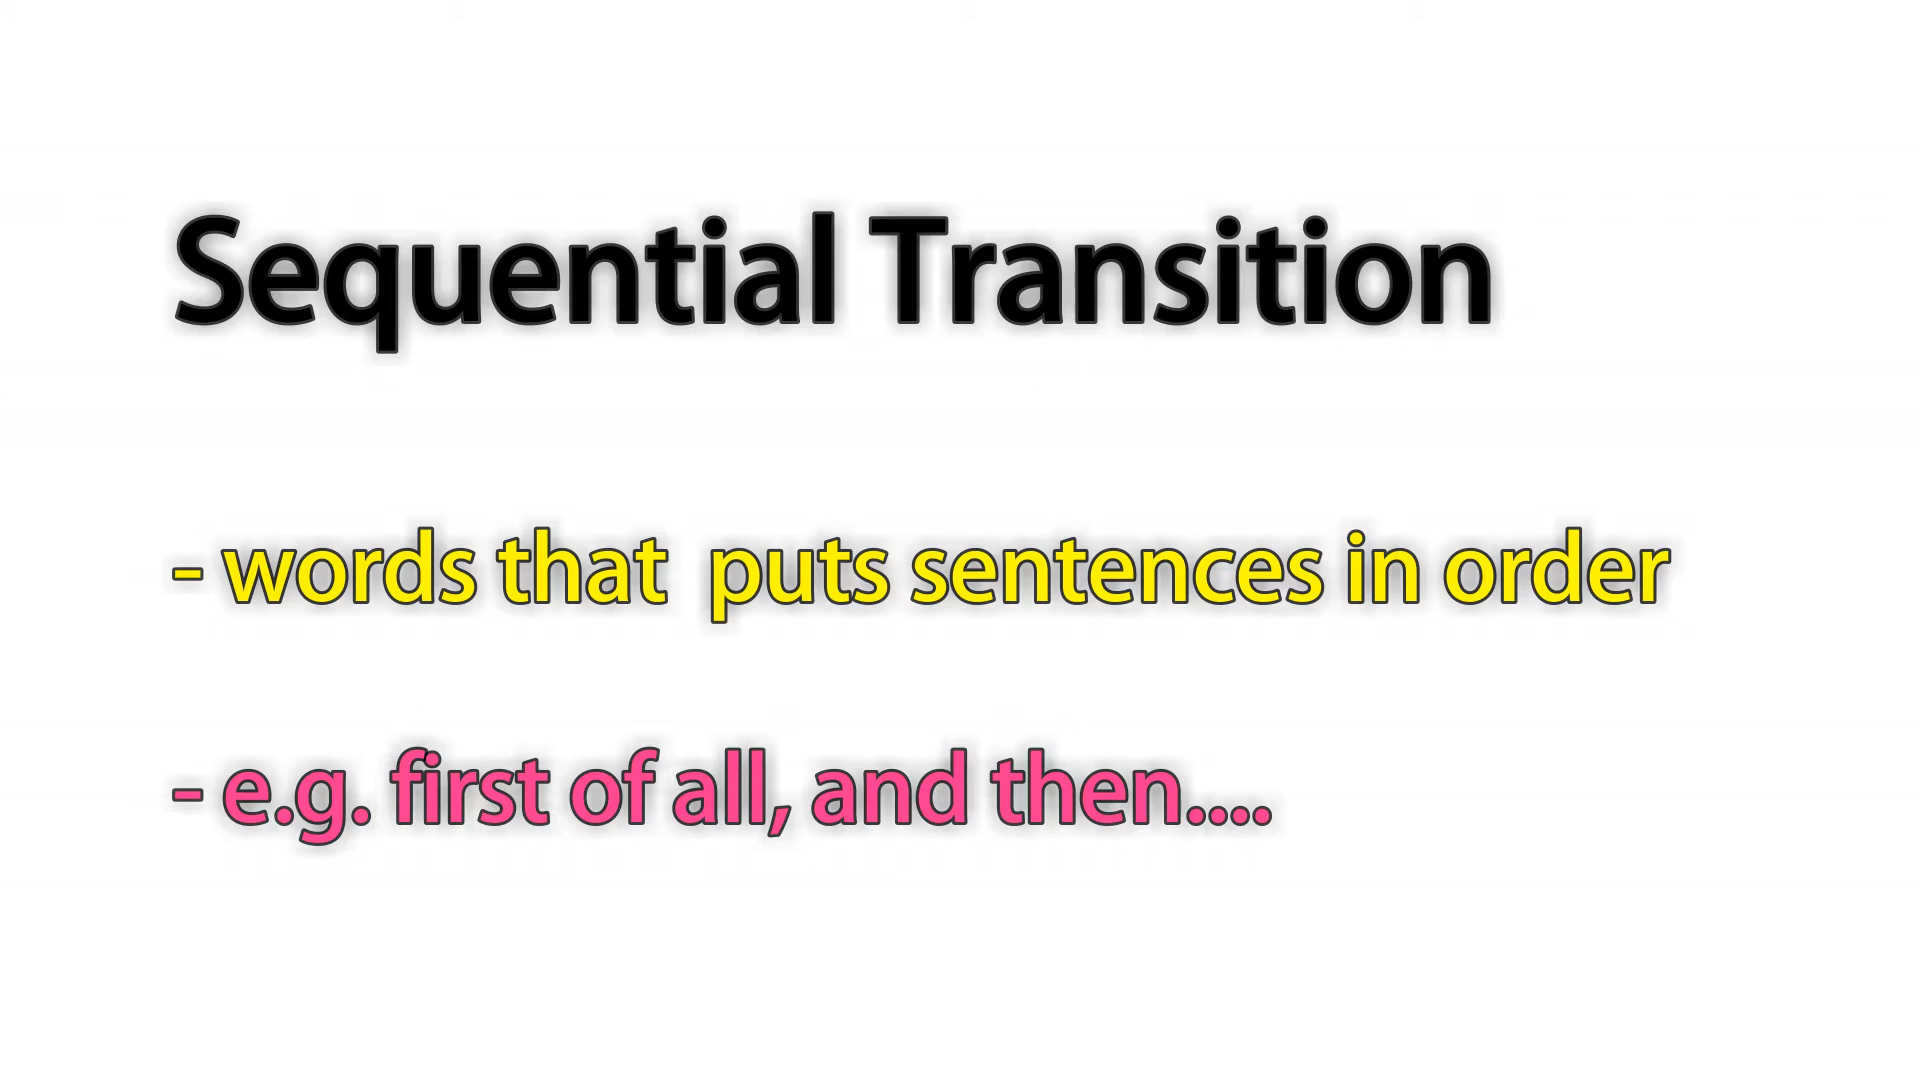 Sequential Transition
- words that  puts sentences in order
- e.g. first of all, and then....